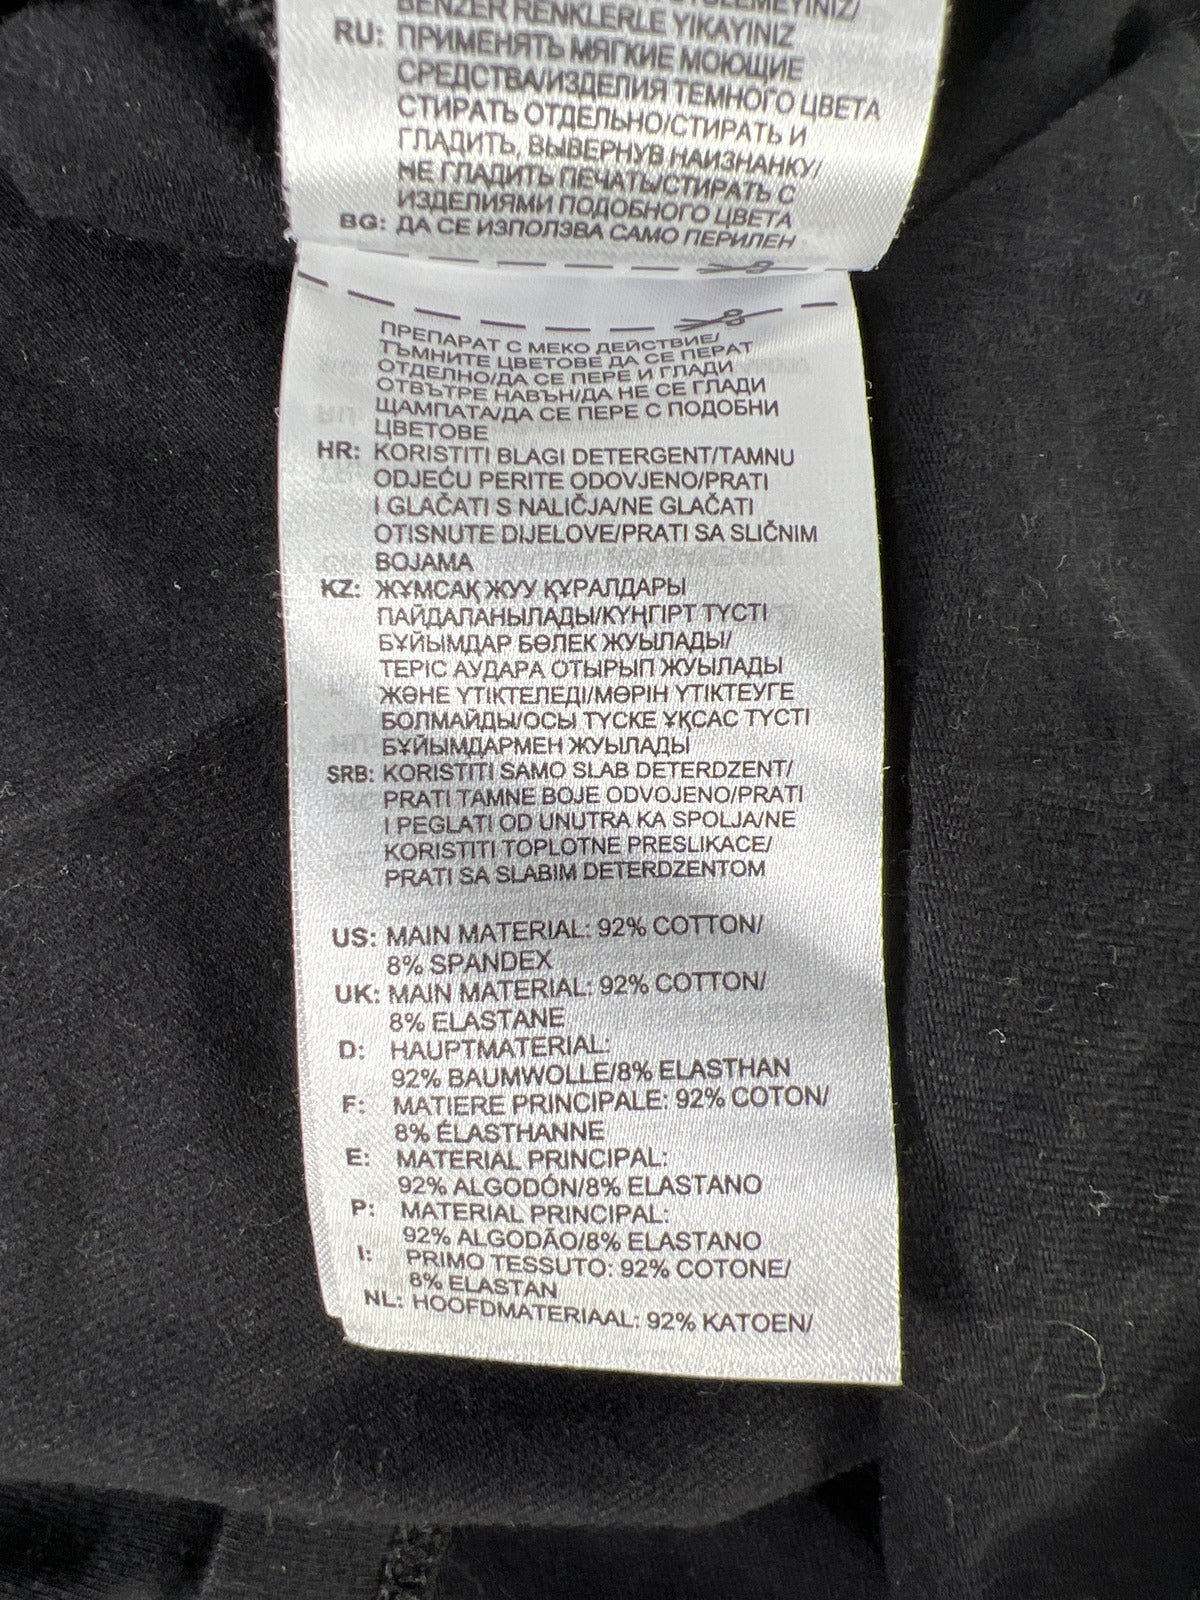 BENZER RENKLERLE YIKAYINIZ
RU: ПРИМЕНЯТЬ МЯГКИЕ МОЮЩИЕ
СРЕДСТВА/ИЗДЕЛИЯ ТЕМНОГО ЦВЕТА
СТИРАТЬ ОТДЕЛЬНО/СТИРАТЬ И
ГЛАДИТЬ, ВЫВЕРНУВ НАИЗНАНКУ/
НЕ ГЛАДИТЬ ПЕЧАТЬ/СТИРАТЬ С
ИЗДЕЛИЯМИ ПОДОБНОГО ЦВЕТА
BG: ДА СЕ ИЗПОЛЗВА САМО ПЕРИЛЕН
ПРЕПАРАТ С МЕКО ДЕЙСТВИЕ/
ТЪМНИТЕ ЦВЕТОВЕ ДА СЕ ПЕРАТ
ОТДЕЛНО/ДА СЕ ПЕРЕ И ГЛАДИ
ОТВЪТРЕ НАВЪН/ДА НЕ СЕ ГЛАДИ
ЩАМПАТА/ДА СЕ ПЕРЕ С ПОДОБНИ
ЦВЕТОВЕ
HR: KORISTITI BLAGI DETERGENT/TAMNU
ODJEĆU PERITE ODOVJENO/PRATI
I GLAČATI S NALIČJA/NE GLAČATI
OTISNUTE DIJELOVE/PRATI SA SLIČNIM
BOJAMA
KZ: ЖҰМСАҚ ЖУУ ҚҰРАЛДАРЫ
ПАЙДАЛАНЫЛАДЫ/КҮҢГІРТ ТҮСТІ
БҰЙЫМДАР БӨЛЕК ЖУЫЛАДЫ/
ТЕРІС АУДАРА ОТЫРЫП ЖУЫЛАДЫ
ЖӘНЕ ҮТІКТЕЛЕДІ/МӨРІН ҮТІКТЕУГЕ
БОЛМАЙДЫ/ОСЫ ТҮСКЕ ҰҚСАС ТҮСТІ
БҰЙЫМДАРМЕН ЖУЫЛАДЫ
SRB: KORISTITI SAMO SLAB DETERDZENT/
PRATI TAMNE BOJE ODVOJENO/PRATI
I PEGLATI OD UNUTRA KA SPOLJA/NE
KORISTITI TOPLOTNE PRESLIKACE/
PRATI SA SLABIM DETERDZENTOM
US: MAIN MATERIAL: 92% COTTON/
8% SPANDEX
UK: MAIN MATERIAL: 92% COTTON/
8% ELASTANE
D: HAUPTMATERIAL:
92% BAUMWOLLE/8% ELASTHAN
F: MATIERE PRINCIPALE: 92% COTON/
8% ÉLASTHANNE
E: MATERIAL PRINCIPAL:
92% ALGODÓN/8% ELASTANO
P: MATERIAL PRINCIPAL:
92% ALGODÃO/8% ELASTANO
I: PRIMO TESSUTO: 92% COTONE/
8% ELASTAN
NL: HOOFDMATERIAAL: 92% KATOEN/